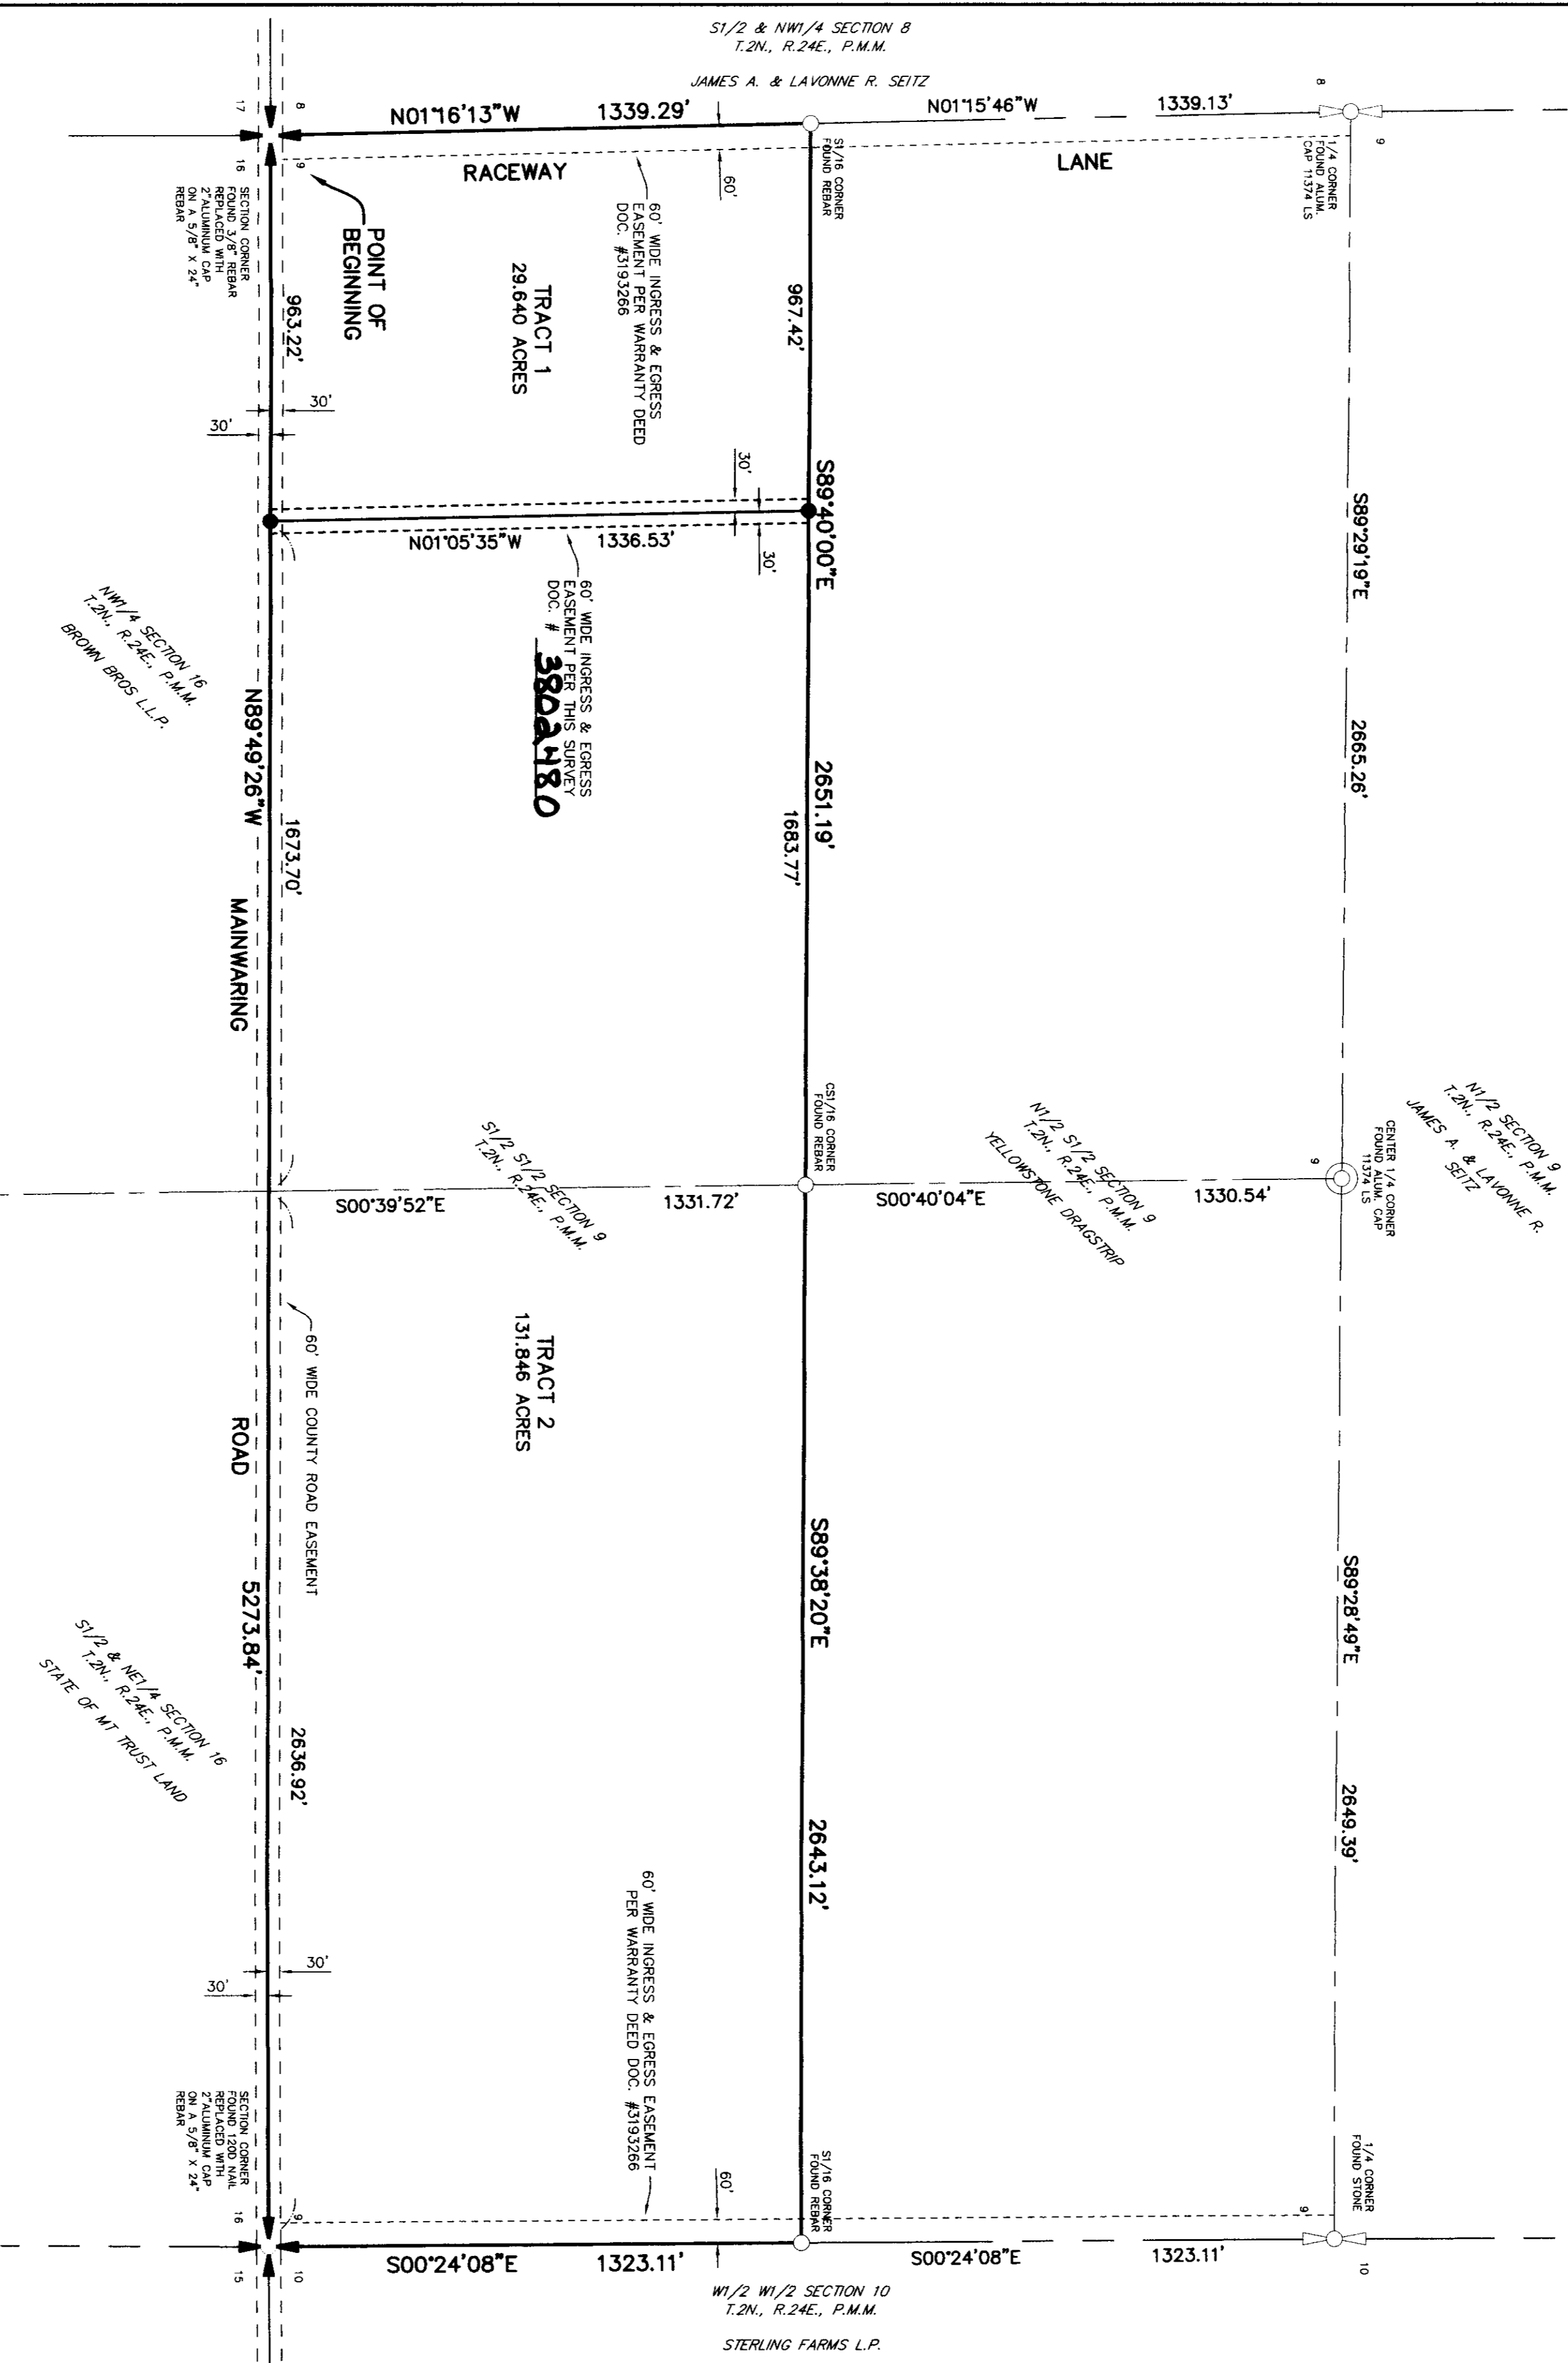 S1/2 & NW1/4 SECTION 8
T.2N., R.24E., P.M.M.
JAMES A. & LAVONNE R. SEITZ
N01°16'13"W 1339.29'
N01°15'46"W 1339.13'
8
17
8
9
16
9
RACEWAY
LANE
60'
S1/16 CORNER
FOUND REBAR
1/4 CORNER
FOUND ALUM.
CAP 11374 LS
SECTION CORNER
FOUND 3/8" REBAR
REPLACED WITH
2"ALUMINUM CAP
ON A 5/8" X 24"
REBAR
POINT OF
BEGINNING
60' WIDE INGRESS & EGRESS
EASEMENT PER WARRANTY DEED
DOC. #3193266
TRACT 1
29.640 ACRES
963.22'
967.42'
30'
30'
30'
30'
S89°40'00"E
2651.19'
S89°29'19"E
2665.26'
N01°05'35"W 1336.53'
60' WIDE INGRESS & EGRESS
EASEMENT PER THIS SURVEY
DOC. # 3802480
NW1/4 SECTION 16
T.2N., R.24E., P.M.M.
BROWN BROS L.L.P.
N89°49'26"W
1673.70'
1683.77'
MAINWARING
CS1/16 CORNER
FOUND REBAR
CENTER 1/4 CORNER
FOUND ALUM. CAP
11374 LS
9
N1/2 SECTION 9
T.2N., R.24E., P.M.M.
JAMES A. & LAVONNE R.
SEITZ
S1/2 S1/2 SECTION 9
T.2N., R.24E., P.M.M.
N1/2 S1/2 SECTION 9
T.2N., R.24E., P.M.M.
YELLOWSTONE DRAGSTRIP
S00°39'52"E 1331.72'
S00°40'04"E 1330.54'
60' WIDE COUNTY ROAD EASEMENT
TRACT 2
131.846 ACRES
ROAD
5273.84'
2636.92'
S89°38'20"E
2643.12'
S89°28'49"E
2649.39'
S1/2 & NE1/4 SECTION 16
T.2N., R.24E., P.M.M.
STATE OF MT TRUST LAND
60' WIDE INGRESS & EGRESS EASEMENT
PER WARRANTY DEED DOC. #3193266
30'
30'
60'
SECTION CORNER
FOUND 120D NAIL
REPLACED WITH
2"ALUMINUM CAP
ON A 5/8" X 24"
REBAR
S1/16 CORNER
FOUND REBAR
1/4 CORNER
FOUND STONE
16
9
9
15
10
10
S00°24'08"E 1323.11'
S00°24'08"E 1323.11'
W1/2 W1/2 SECTION 10
T.2N., R.24E., P.M.M.
STERLING FARMS L.P.